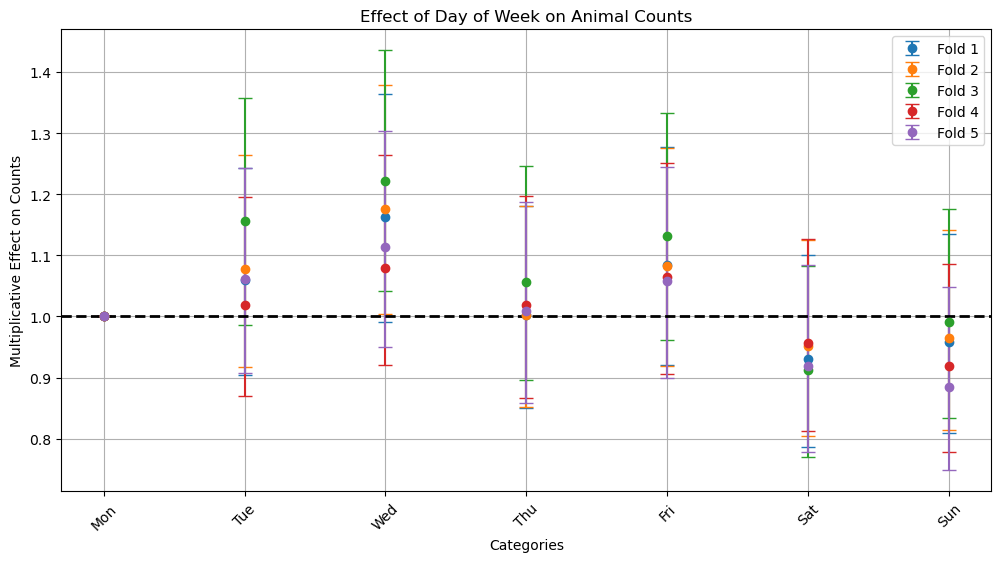 Effect of Day of Week on Animal Counts
Multiplicative Effect on Counts
1.4
1.3
1.2
1.1
1.0
0.9
0.8
Fold 1
Fold 2
Fold 3
Fold 4
Fold 5
Mon
Tue
Wed
Thu
Fri
Sat
Sun
Categories